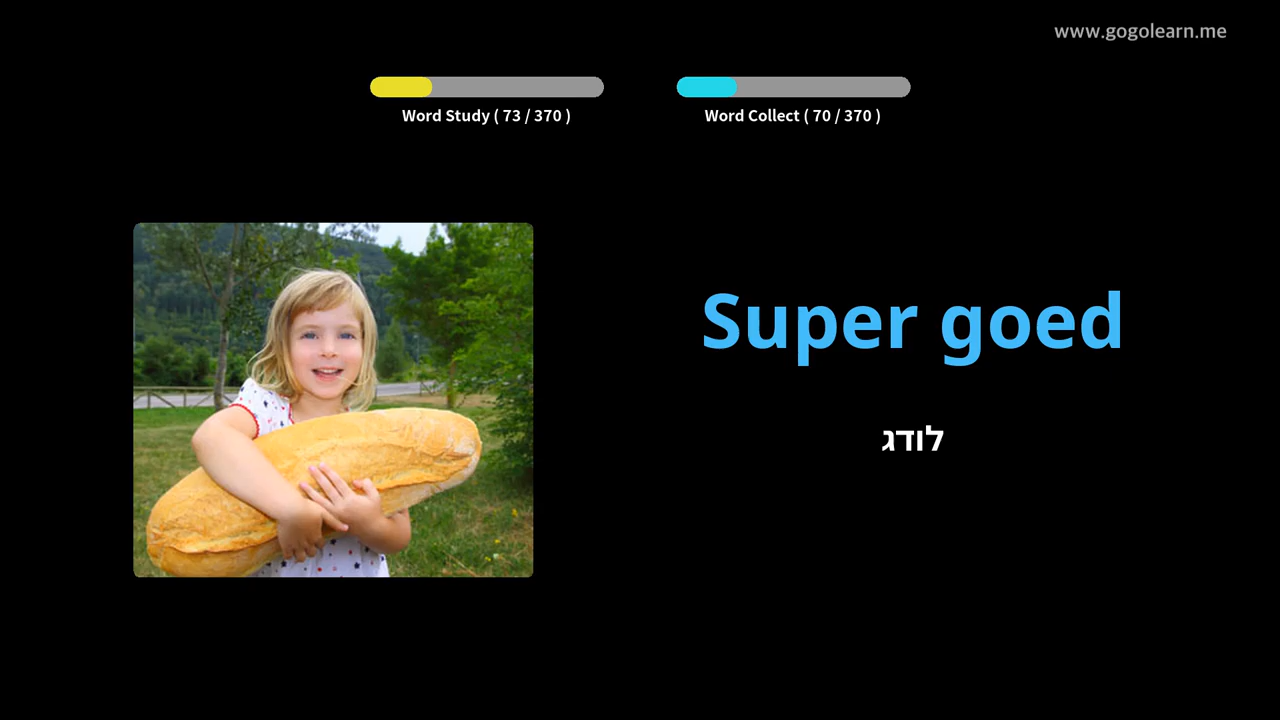 www.gogolearn.me
Word Study ( 73 / 370 )
Word Collect ( 70 / 370 )
Super goed
לודג